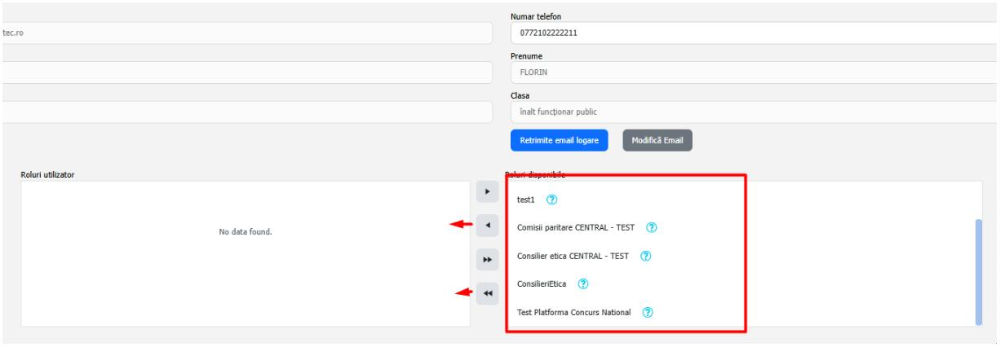 Numar telefon
tec.ro
0772102222211
Prenume
FLORIN
Clasa
înalt funcționar public
Retrimite email logare
Modifică Email
Roluri utilizator
Roluri disponibile
No data found.
test1
Comisii paritare CENTRAL - TEST
Consilier etica CENTRAL - TEST
ConsilieriEtica
Test Platforma Concurs National